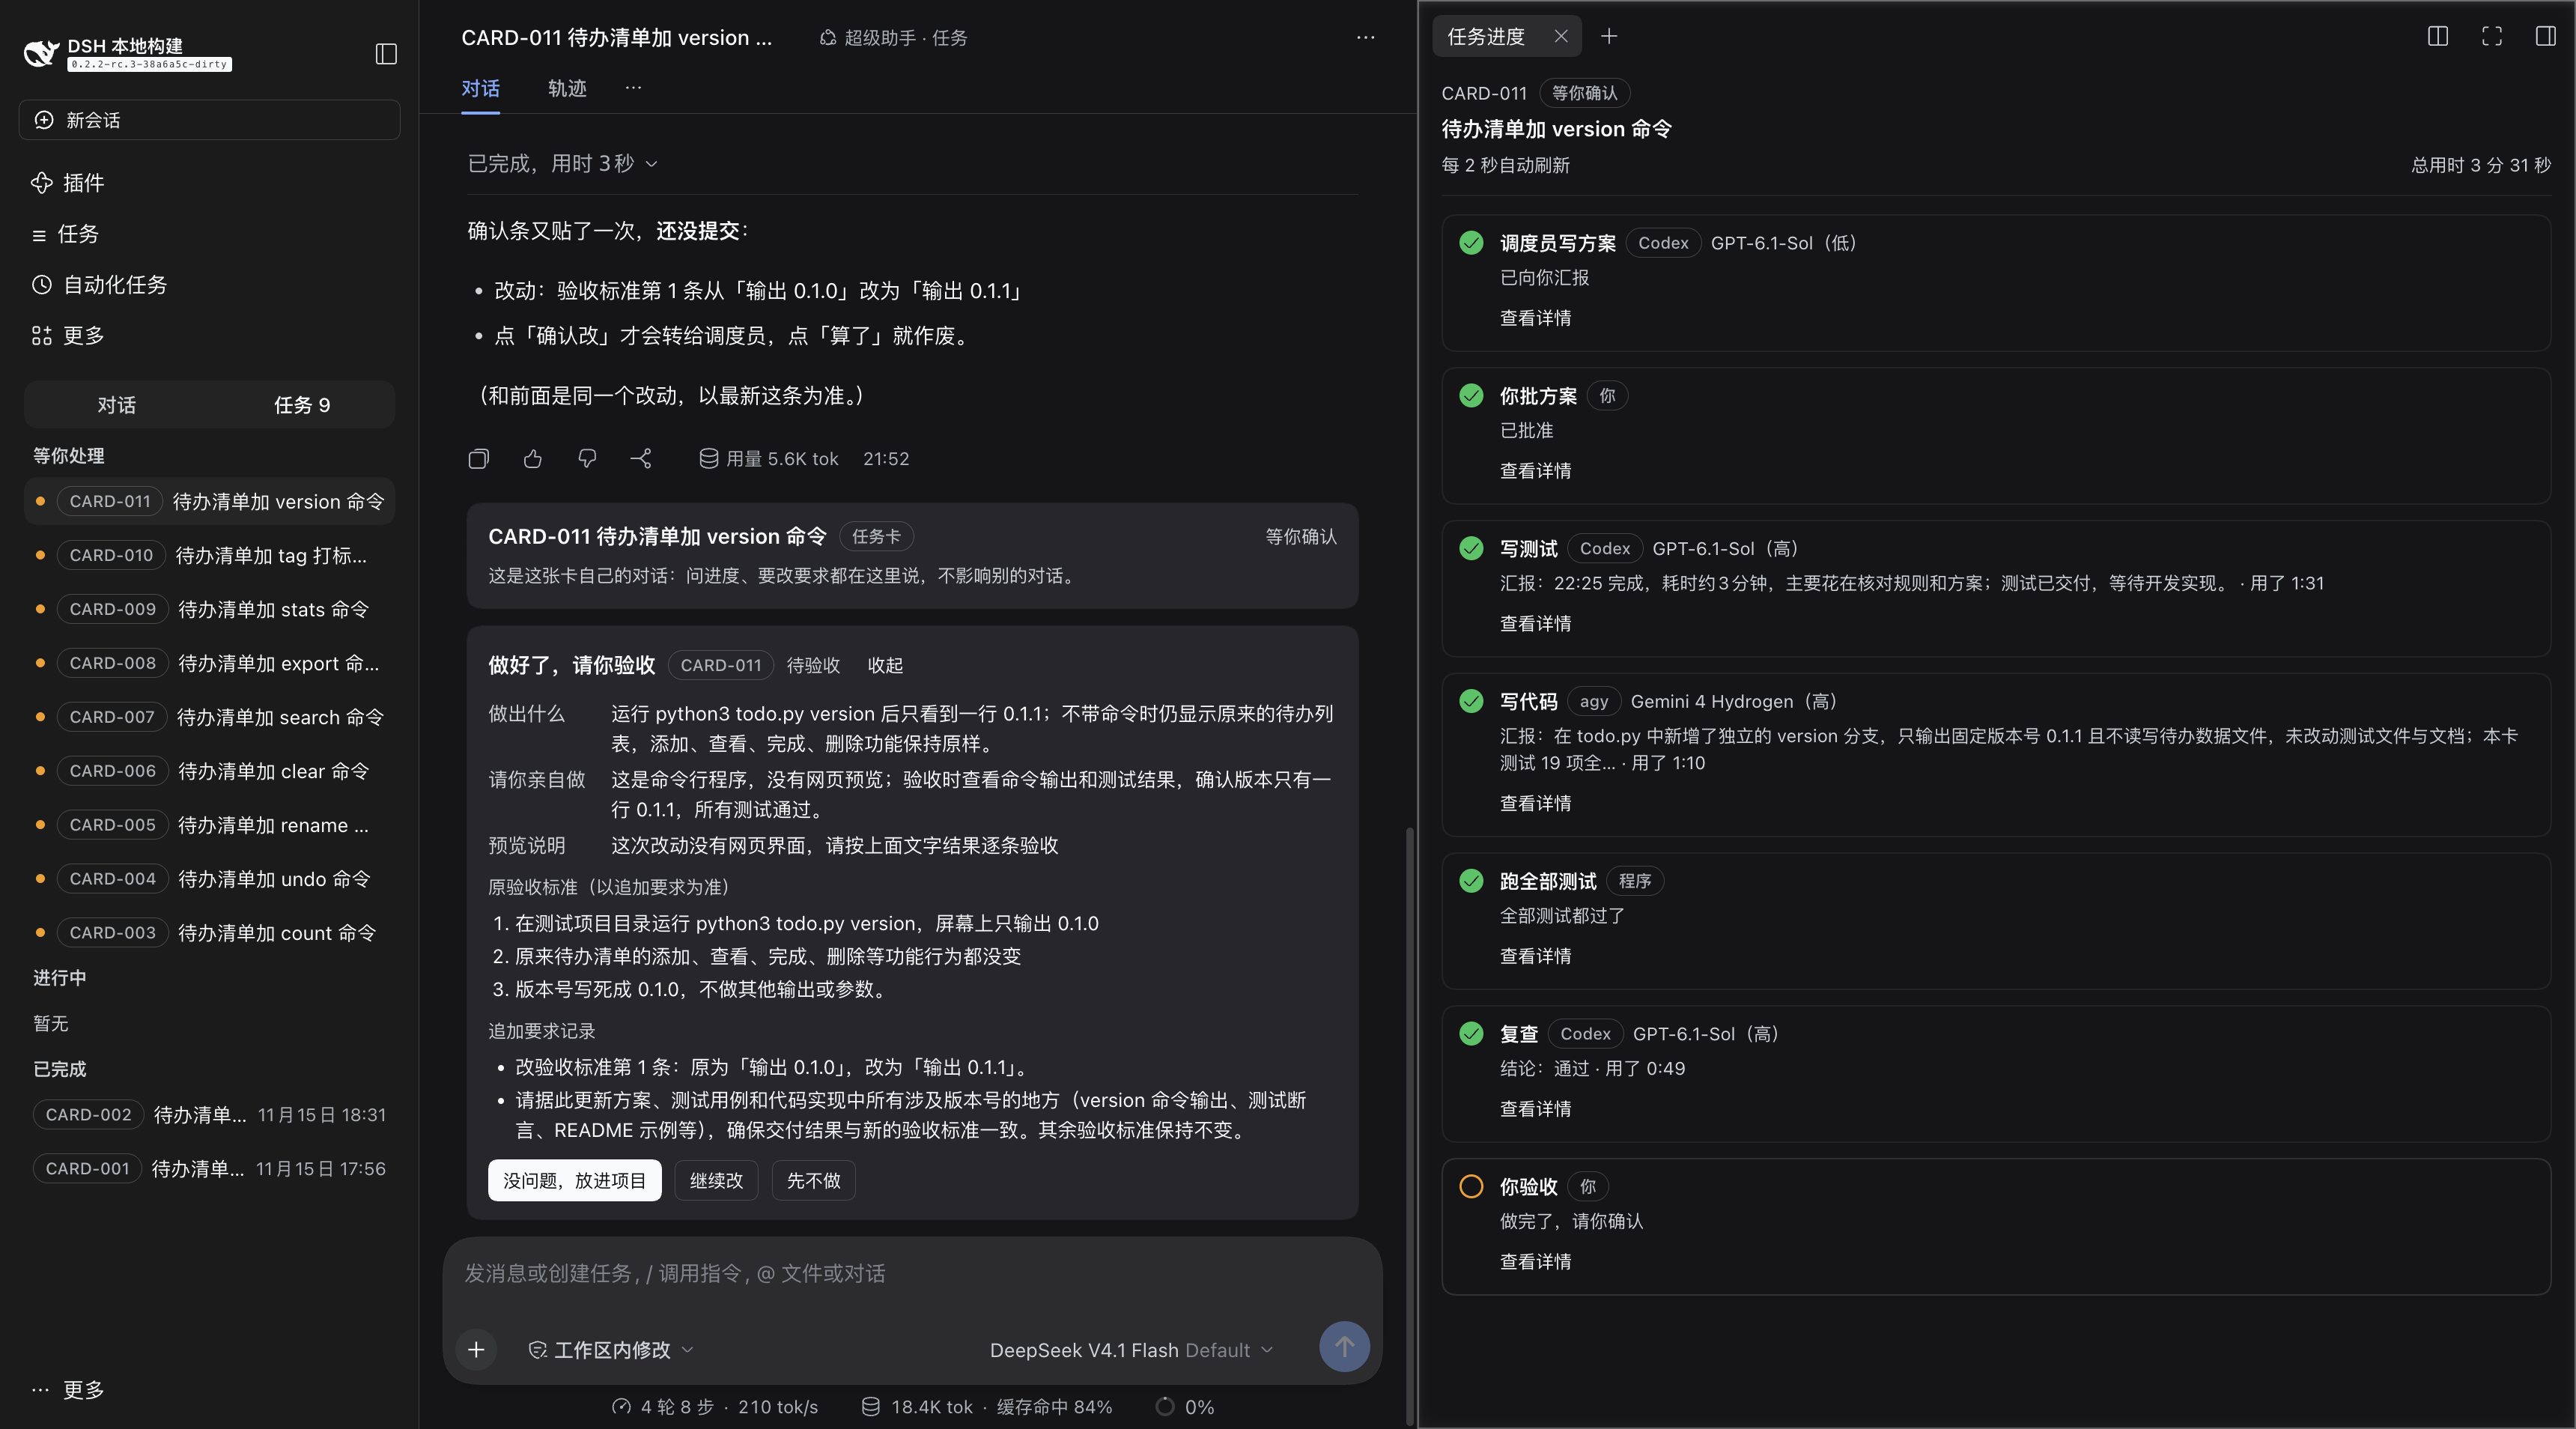 DSH 本地构建
0.2.2-rc.3-38a6a5c-dirty
新会话
插件
任务
自动化任务
更多
对话
任务 9
等你处理
CARD-011 待办清单加 version 命令
CARD-010 待办清单加 tag 打标...
CARD-009 待办清单加 stats 命令
CARD-008 待办清单加 export 命...
CARD-007 待办清单加 search 命令
CARD-006 待办清单加 clear 命令
CARD-005 待办清单加 rename ...
CARD-004 待办清单加 undo 命令
CARD-003 待办清单加 count 命令
进行中
暂无
已完成
CARD-002 待办清单... 11月15日 18:31
CARD-001 待办清单... 11月15日 17:56
... 更多
CARD-011 待办清单加 version ...
超级助手 · 任务
...
对话
轨迹
...
已完成，用时 3秒
确认条又贴了一次，还没提交：
• 改动：验收标准第 1 条从「输出 0.1.0」改为「输出 0.1.1」
• 点「确认改」才会转给调度员，点「算了」就作废。
（和前面是同一个改动，以最新这条为准。）
用量 5.6K tok 21:52
CARD-011 待办清单加 version 命令 任务卡 等你确认
这是这张卡自己的对话：问进度、要改要求都在这里说，不影响别的对话。
做好了，请你验收 CARD-011 待验收 收起
做出什么 运行 python3 todo.py version 后只看到一行 0.1.1；不带命令时仍显示原来的待办列
表，添加、查看、完成、删除功能保持原样。
请你亲自做 这是命令行程序，没有网页预览；验收时查看命令输出和测试结果，确认版本只有一
行 0.1.1，所有测试通过。
预览说明 这次改动没有网页界面，请按上面文字结果逐条验收
原验收标准（以追加要求为准）
1. 在测试项目目录运行 python3 todo.py version，屏幕上只输出 0.1.0
2. 原来待办清单的添加、查看、完成、删除等功能行为都没变
3. 版本号写死成 0.1.0，不做其他输出或参数。
追加要求记录
• 改验收标准第 1 条：原为「输出 0.1.0」，改为「输出 0.1.1」。
• 请据此更新方案、测试用例和代码实现中所有涉及版本号的地方（version 命令输出、测试断
言、README 示例等），确保交付结果与新的验收标准一致。其余验收标准保持不变。
没问题，放进项目
继续改
先不做
发消息或创建任务, / 调用指令, @ 文件或对话
工作区内修改
DeepSeek V4.1 Flash Default
4 轮 8 步 · 210 tok/s
18.4K tok · 缓存命中 84%
0%
任务进度
CARD-011 等你确认
待办清单加 version 命令
每 2 秒自动刷新
总用时 3 分 31 秒
调度员写方案 Codex GPT-6.1-Sol（低）
已向你汇报
查看详情
你批方案 你
已批准
查看详情
写测试 Codex GPT-6.1-Sol（高）
汇报：22:25 完成，耗时约3分钟，主要花在核对规则和方案；测试已交付，等待开发实现。 · 用了 1:31
查看详情
写代码 agy Gemini 4 Hydrogen（高）
汇报：在 todo.py 中新增了独立的 version 分支，只输出固定版本号 0.1.1 且不读写待办数据文件，未改动测试文件与文档；本卡
测试 19 项全... · 用了 1:10
查看详情
跑全部测试 程序
全部测试都过了
查看详情
复查 Codex GPT-6.1-Sol（高）
结论：通过 · 用了 0:49
查看详情
你验收 你
做完了，请你确认
查看详情